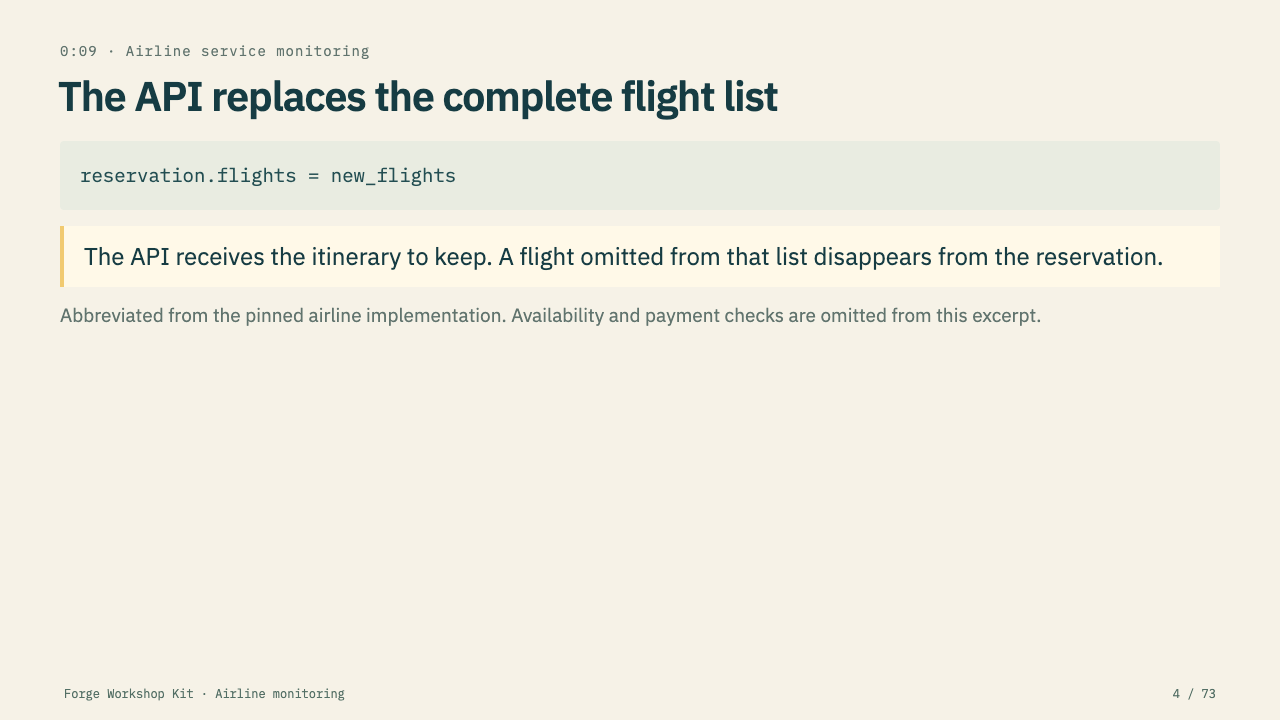 0:09 · Airline service monitoring
The API replaces the complete flight list
reservation.flights = new_flights
The API receives the itinerary to keep. A flight omitted from that list disappears from the reservation.
Abbreviated from the pinned airline implementation. Availability and payment checks are omitted from this excerpt.
Forge Workshop Kit · Airline monitoring
4 / 73